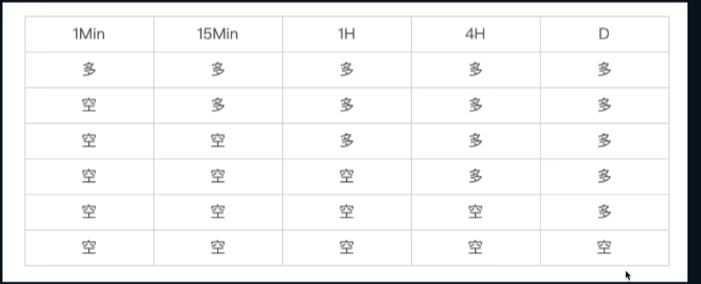 1Min 15Min 1H 4H D
多 多 多 多 多
空 多 多 多 多
空 空 多 多 多
空 空 空 多 多
空 空 空 空 多
空 空 空 空 空